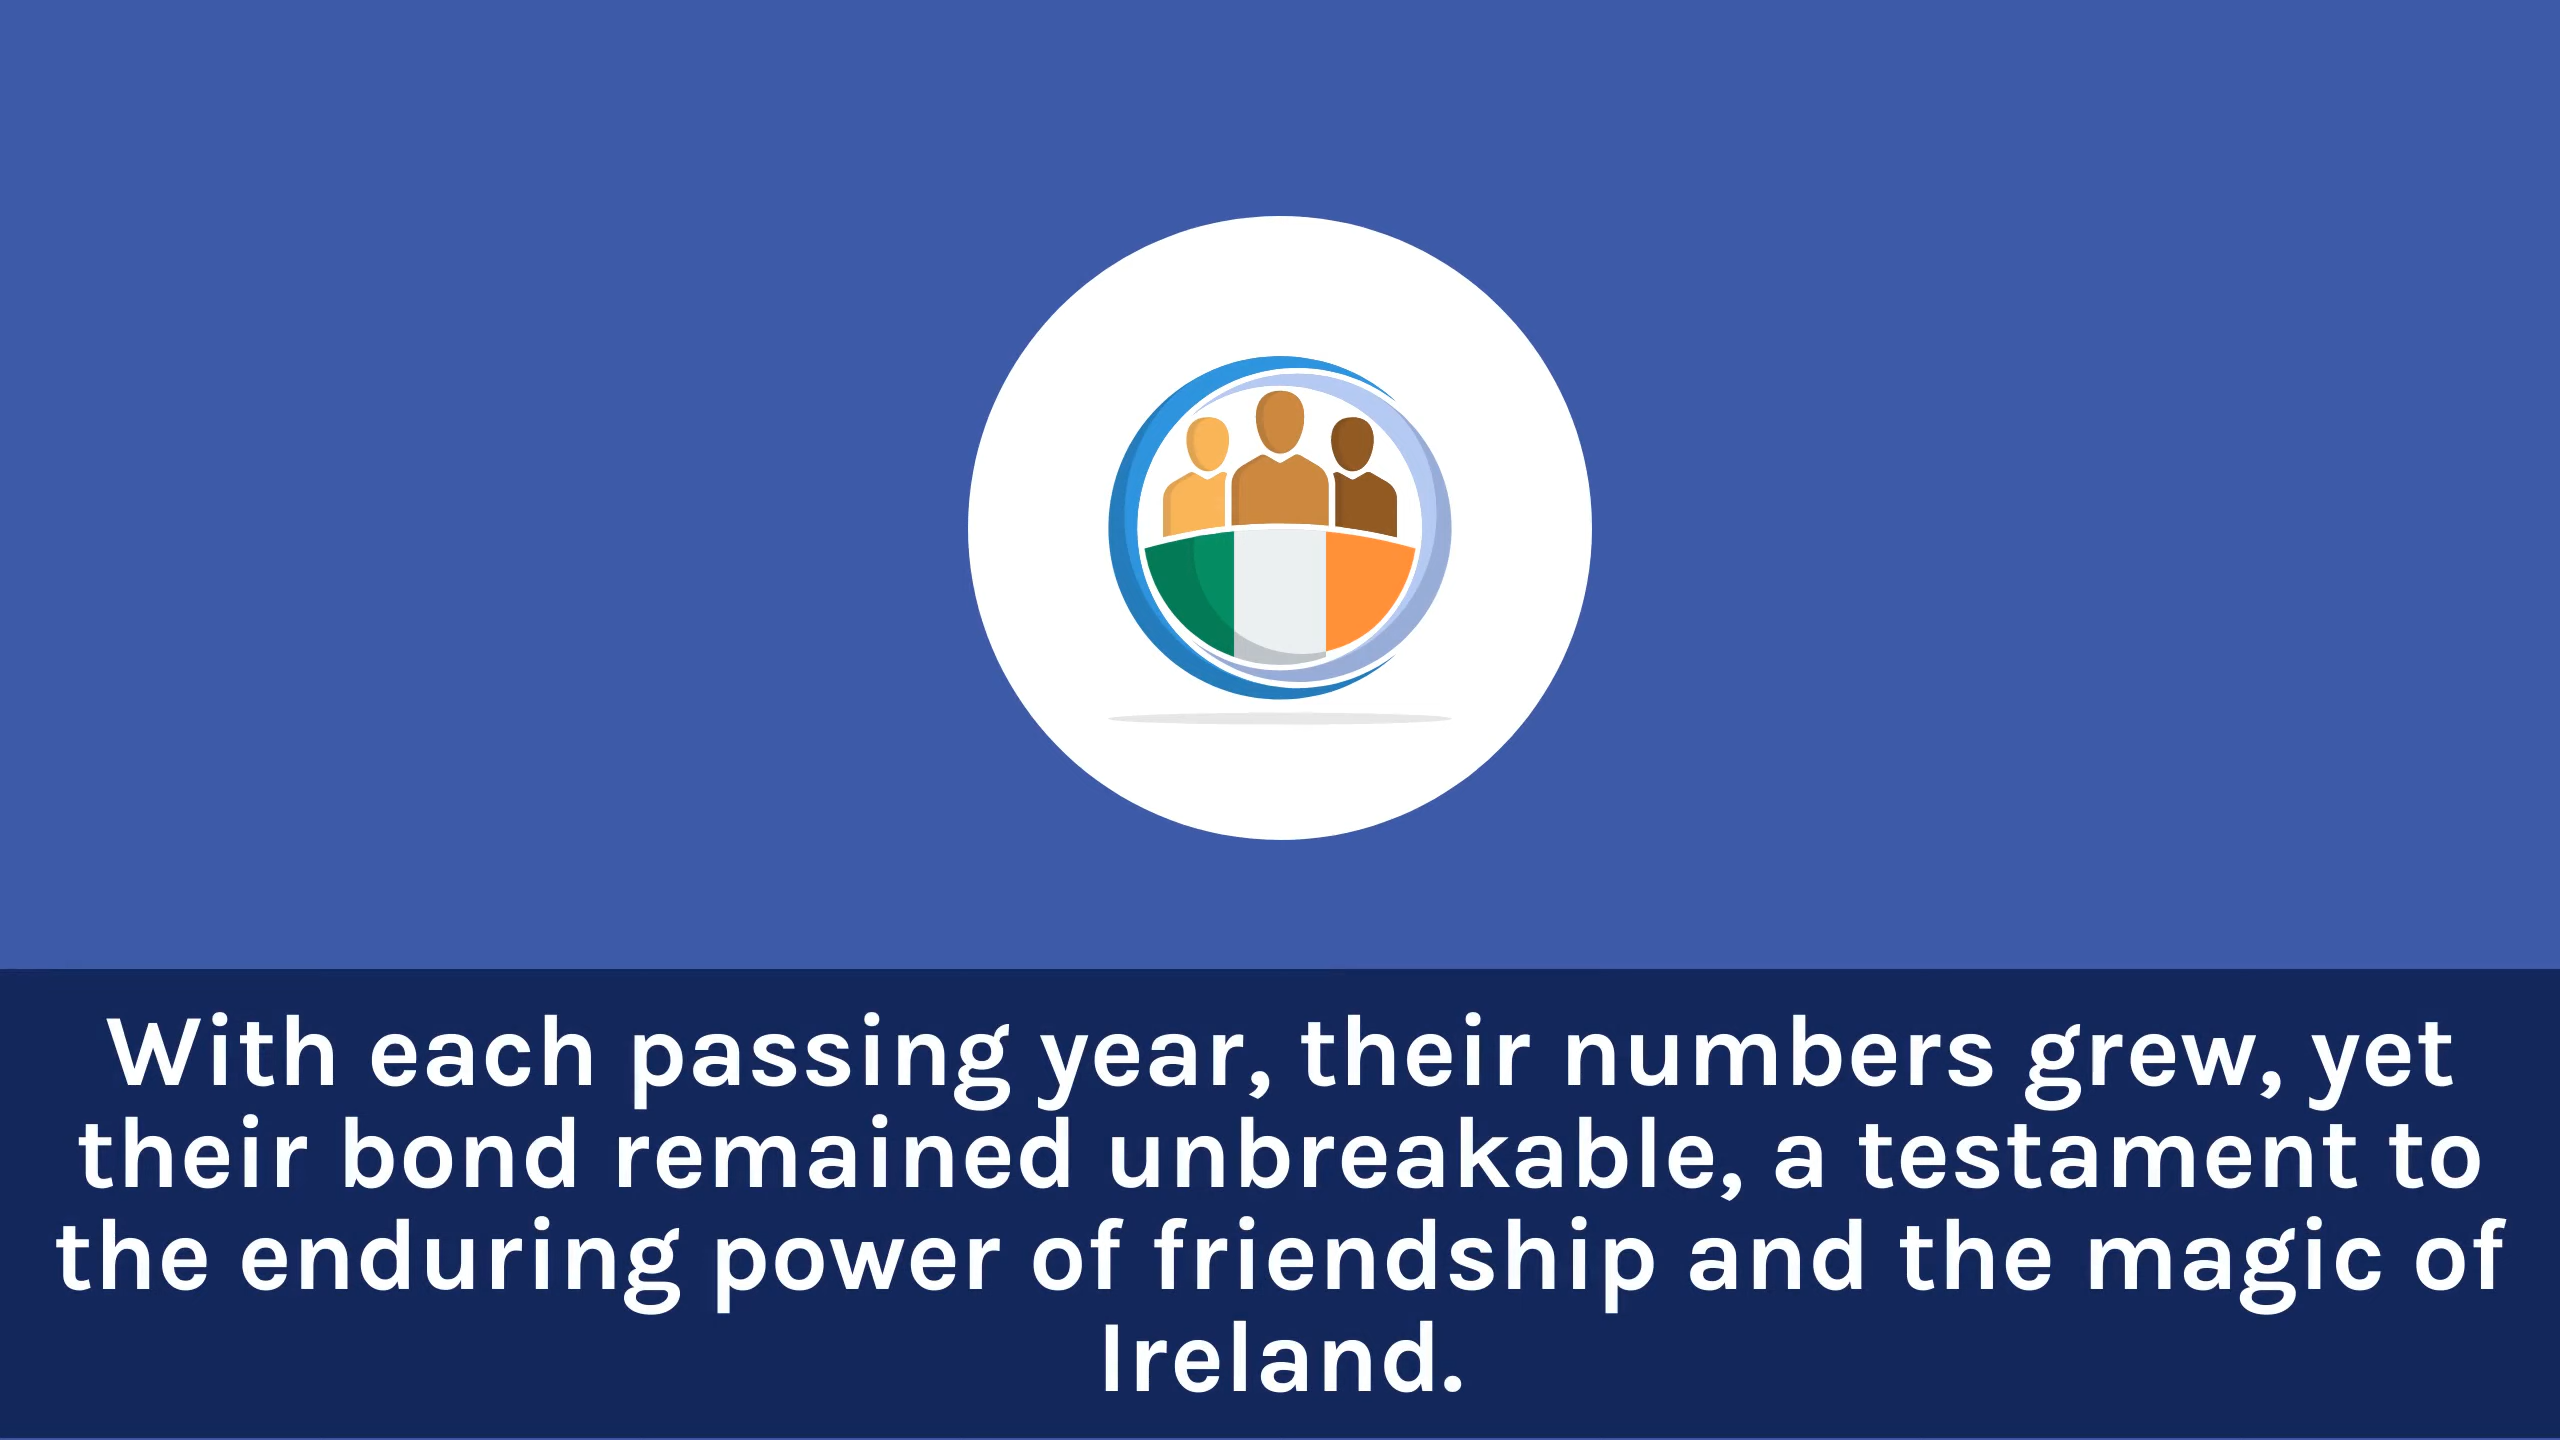 With each passing year, their numbers grew, yet
their bond remained unbreakable, a testament to
the enduring power of friendship and the magic of
Ireland.